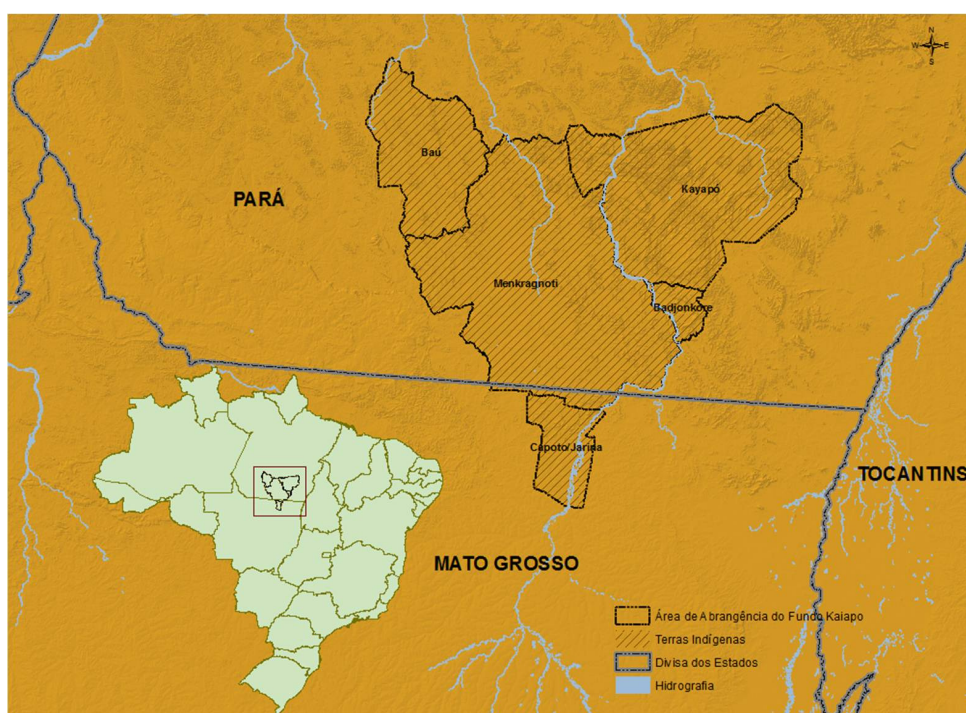 N
W E
S
Baú
PARÁ
Kayapó
Menkragnoti
Badjonkôre
Capoto/Jarina
TOCANTINS
MATO GROSSO
Área de Abrangência do Fundo Kaiapo
Terras Indígenas
Divisa dos Estados
Hidrografia